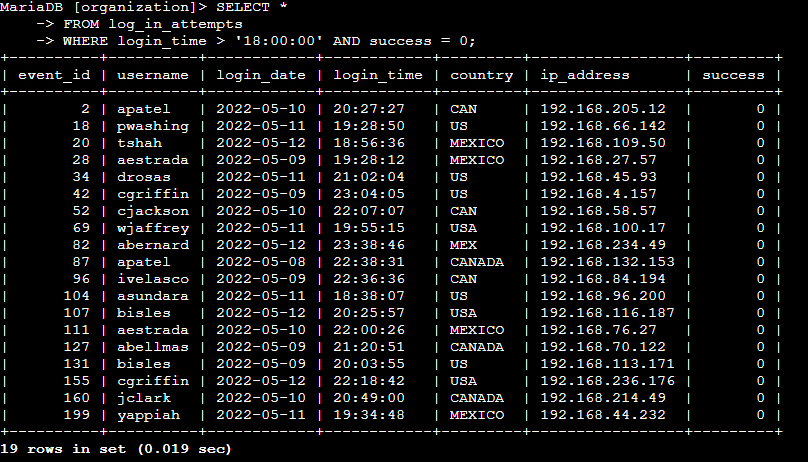 MariaDB [organization]> SELECT *
    -> FROM log_in_attempts
    -> WHERE login_time > '18:00:00' AND success = 0;
+----------+----------+------------+------------+---------+-----------------+---------+
| event_id | username | login_date | login_time | country | ip_address      | success |
+----------+----------+------------+------------+---------+-----------------+---------+
|        2 | apatel   | 2022-05-10 | 20:27:27   | CAN     | 192.168.205.12  |       0 |
|       18 | pwashing | 2022-05-11 | 19:28:50   | US      | 192.168.66.142  |       0 |
|       20 | tshah    | 2022-05-12 | 18:56:36   | MEXICO  | 192.168.109.50  |       0 |
|       28 | aestrada | 2022-05-09 | 19:28:12   | MEXICO  | 192.168.27.57   |       0 |
|       34 | drosas   | 2022-05-11 | 21:02:04   | US      | 192.168.45.93   |       0 |
|       42 | cgriffin | 2022-05-09 | 23:04:05   | US      | 192.168.4.157   |       0 |
|       52 | cjackson | 2022-05-10 | 22:07:07   | CAN     | 192.168.58.57   |       0 |
|       69 | wjaffrey | 2022-05-11 | 19:55:15   | USA     | 192.168.100.17  |       0 |
|       82 | abernard | 2022-05-12 | 23:38:46   | MEX     | 192.168.234.49  |       0 |
|       87 | apatel   | 2022-05-08 | 22:38:31   | CANADA  | 192.168.132.153 |       0 |
|       96 | ivelasco | 2022-05-09 | 22:36:36   | CAN     | 192.168.84.194  |       0 |
|      104 | asundara | 2022-05-11 | 18:38:07   | US      | 192.168.96.200  |       0 |
|      107 | bisles   | 2022-05-12 | 20:25:57   | USA     | 192.168.116.187 |       0 |
|      111 | aestrada | 2022-05-10 | 22:00:26   | MEXICO  | 192.168.76.27   |       0 |
|      127 | abellmas | 2022-05-09 | 21:20:51   | CANADA  | 192.168.70.122  |       0 |
|      131 | bisles   | 2022-05-09 | 20:03:55   | US      | 192.168.113.171 |       0 |
|      155 | cgriffin | 2022-05-12 | 22:18:42   | USA     | 192.168.236.176 |       0 |
|      160 | jclark   | 2022-05-10 | 20:49:00   | CANADA  | 192.168.214.49  |       0 |
|      199 | yappiah  | 2022-05-11 | 19:34:48   | MEXICO  | 192.168.44.232  |       0 |
+----------+----------+------------+------------+---------+-----------------+---------+
19 rows in set (0.019 sec)